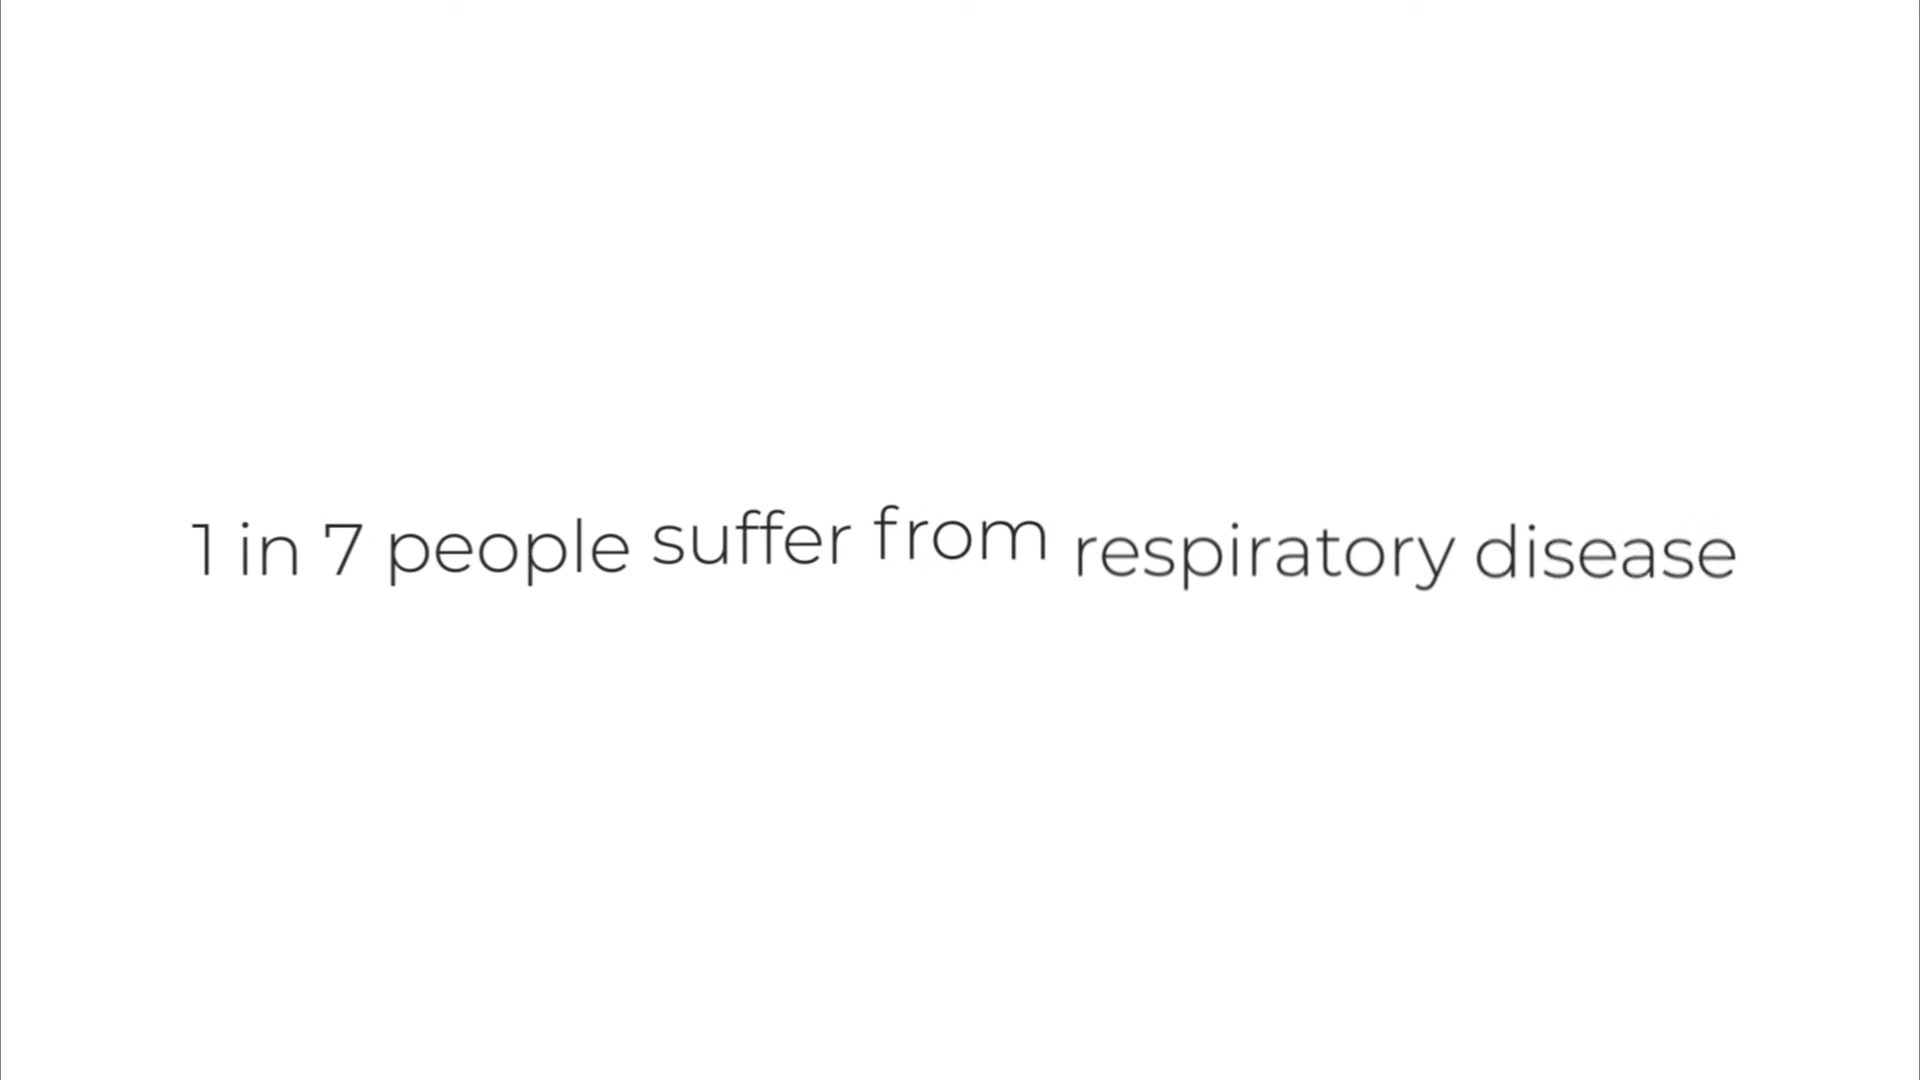 1 in 7 people suffer from respiratory disease